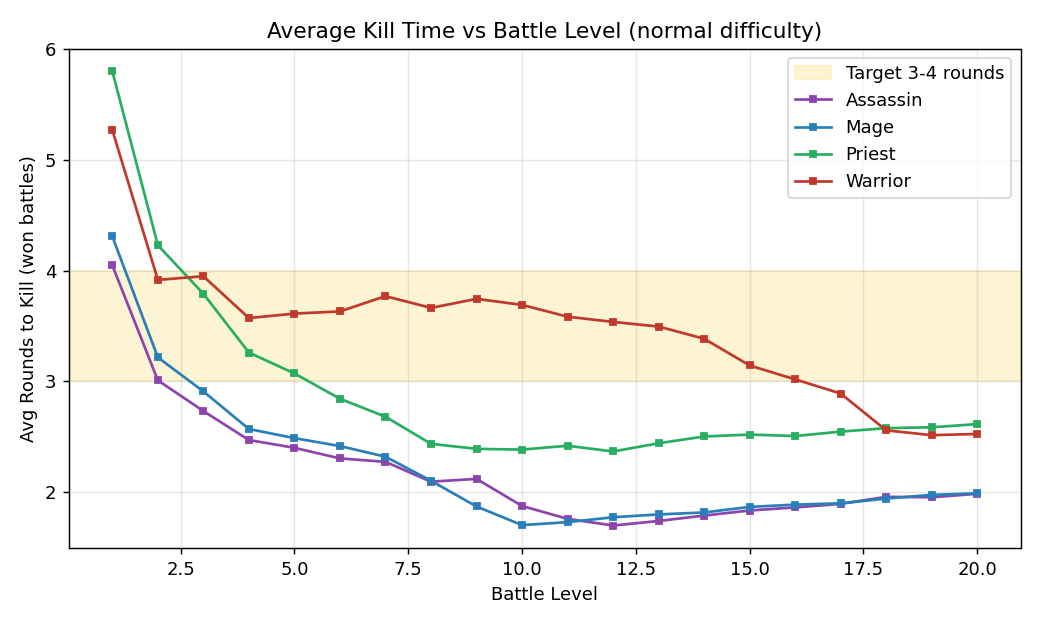 Average Kill Time vs Battle Level (normal difficulty)
Avg Rounds to Kill (won battles)
6
5
4
3
2
Target 3-4 rounds
Assassin
Mage
Priest
Warrior
2.5 5.0 7.5 10.0 12.5 15.0 17.5 20.0
Battle Level